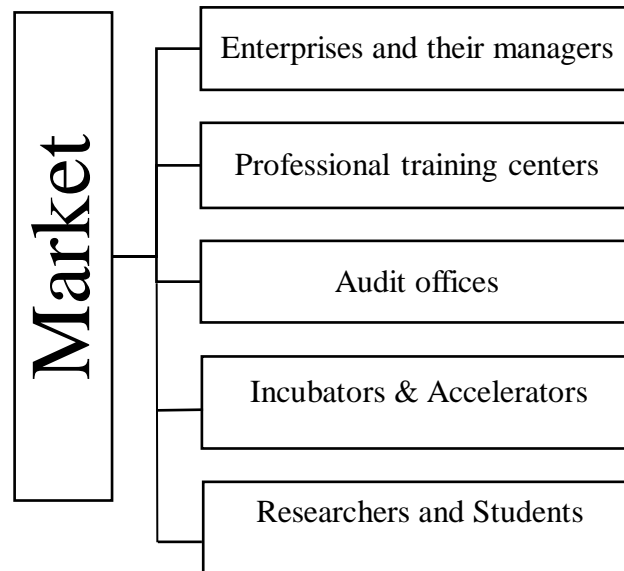 Market
Enterprises and their managers
Professional training centers
Audit offices
Incubators & Accelerators
Researchers and Students